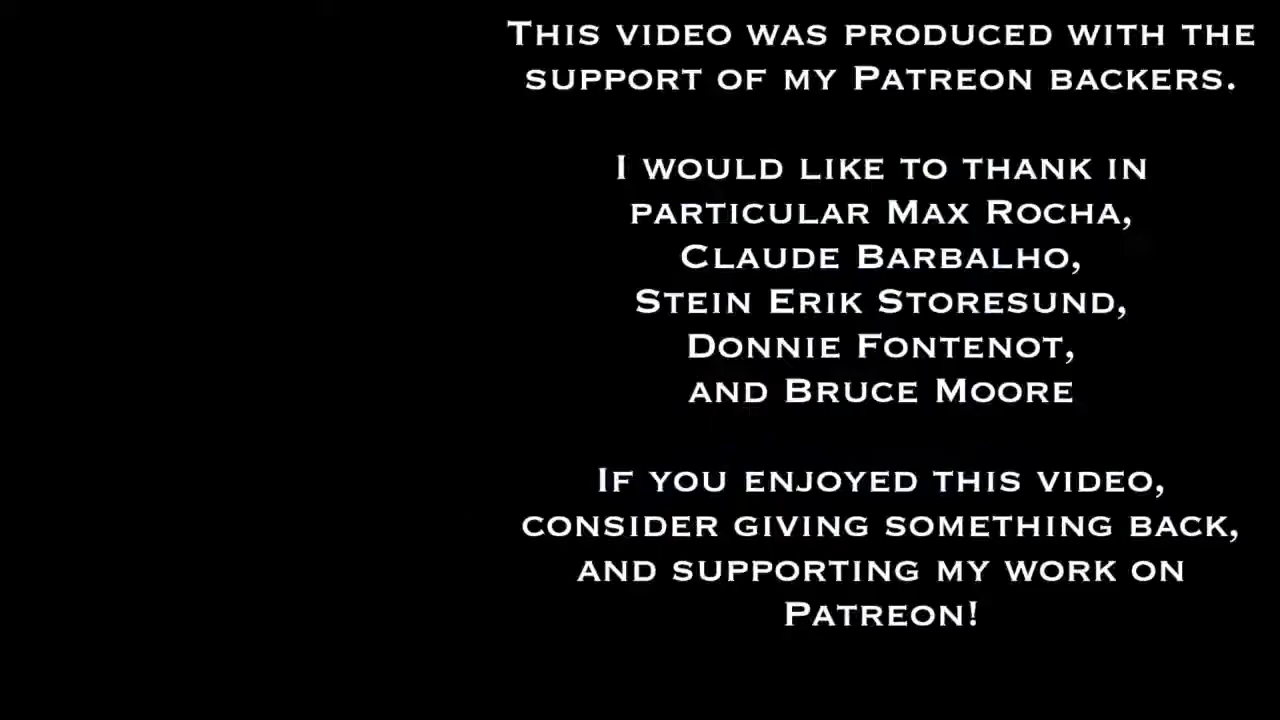 This video was produced with the
support of my Patreon backers.
I would like to thank in
particular Max Rocha,
Claude Barbalho,
Stein Erik Storesund,
Donnie Fontenot,
and Bruce Moore
If you enjoyed this video,
consider giving something back,
and supporting my work on
Patreon!